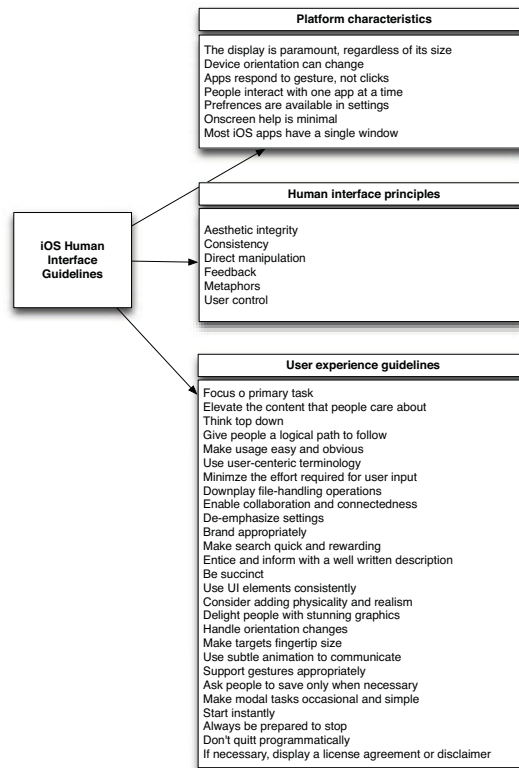 Platform characteristics
The display is paramount, regardless of its size
Device orientation can change
Apps respond to gesture, not clicks
People interact with one app at a time
Prefrences are available in settings
Onscreen help is minimal
Most iOS apps have a single window
Human interface principles
Aesthetic integrity
Consistency
Direct manipulation
Feedback
Metaphors
User control
iOS Human
Interface
Guidelines
User experience guidelines
Focus o primary task
Elevate the content that people care about
Think top down
Give people a logical path to follow
Make usage easy and obvious
Use user-centric terminology
Minimze the effort required for user input
Downplay file-handling operations
Enable collaboration and connectedness
De-emphasize settings
Brand appropriately
Make search quick and rewarding
Entice and inform with a well written description
Be succinct
Use UI elements consistently
Consider adding physicality and realism
Delight people with stunning graphics
Handle orientation changes
Make targets fingertip size
Use subtle animation to communicate
Support gestures appropriately
Ask people to save only when necessary
Make modal tasks occasional and simple
Start instantly
Always be prepared to stop
Don't quitt programmatically
If necessary, display a license agreement or disclaimer